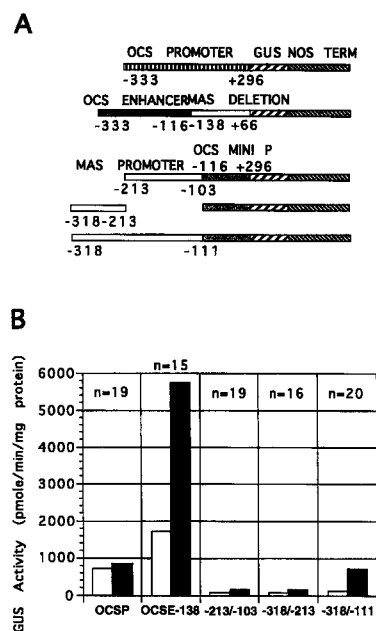 A
OCS PROMOTER GUS NOS TERM
-333 +296
OCS ENHANCER MAS DELETION
-333 -116 -138 +66
OCS MINI P
MAS PROMOTER -116 +296
-213 -103
-318 -213
-318 -111
B
GUS Activity (pmole/min/mg protein)
n=19 n=15 n=19 n=16 n=20
6000
5000
4000
3000
2000
1000
0
OCSP OCSE-138 -213/-103 -318/-213 -318/-111